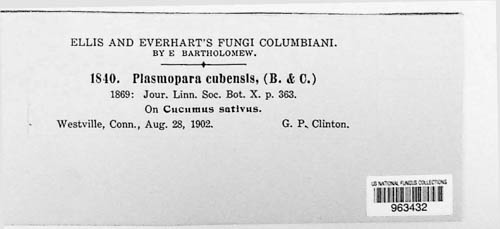 ELLIS AND EVERHART'S FUNGI COLUMBIANI.
BY E BARTHOLOMEW.
1840. Plasmopara cubensis, (B. & C.)
1869: Jour. Linn. Soc. Bot. X. p. 363.
On Cucumus sativus.
Westville, Conn., Aug. 28, 1902. G. P. Clinton.
US NATIONAL FUNGUS COLLECTIONS
963432